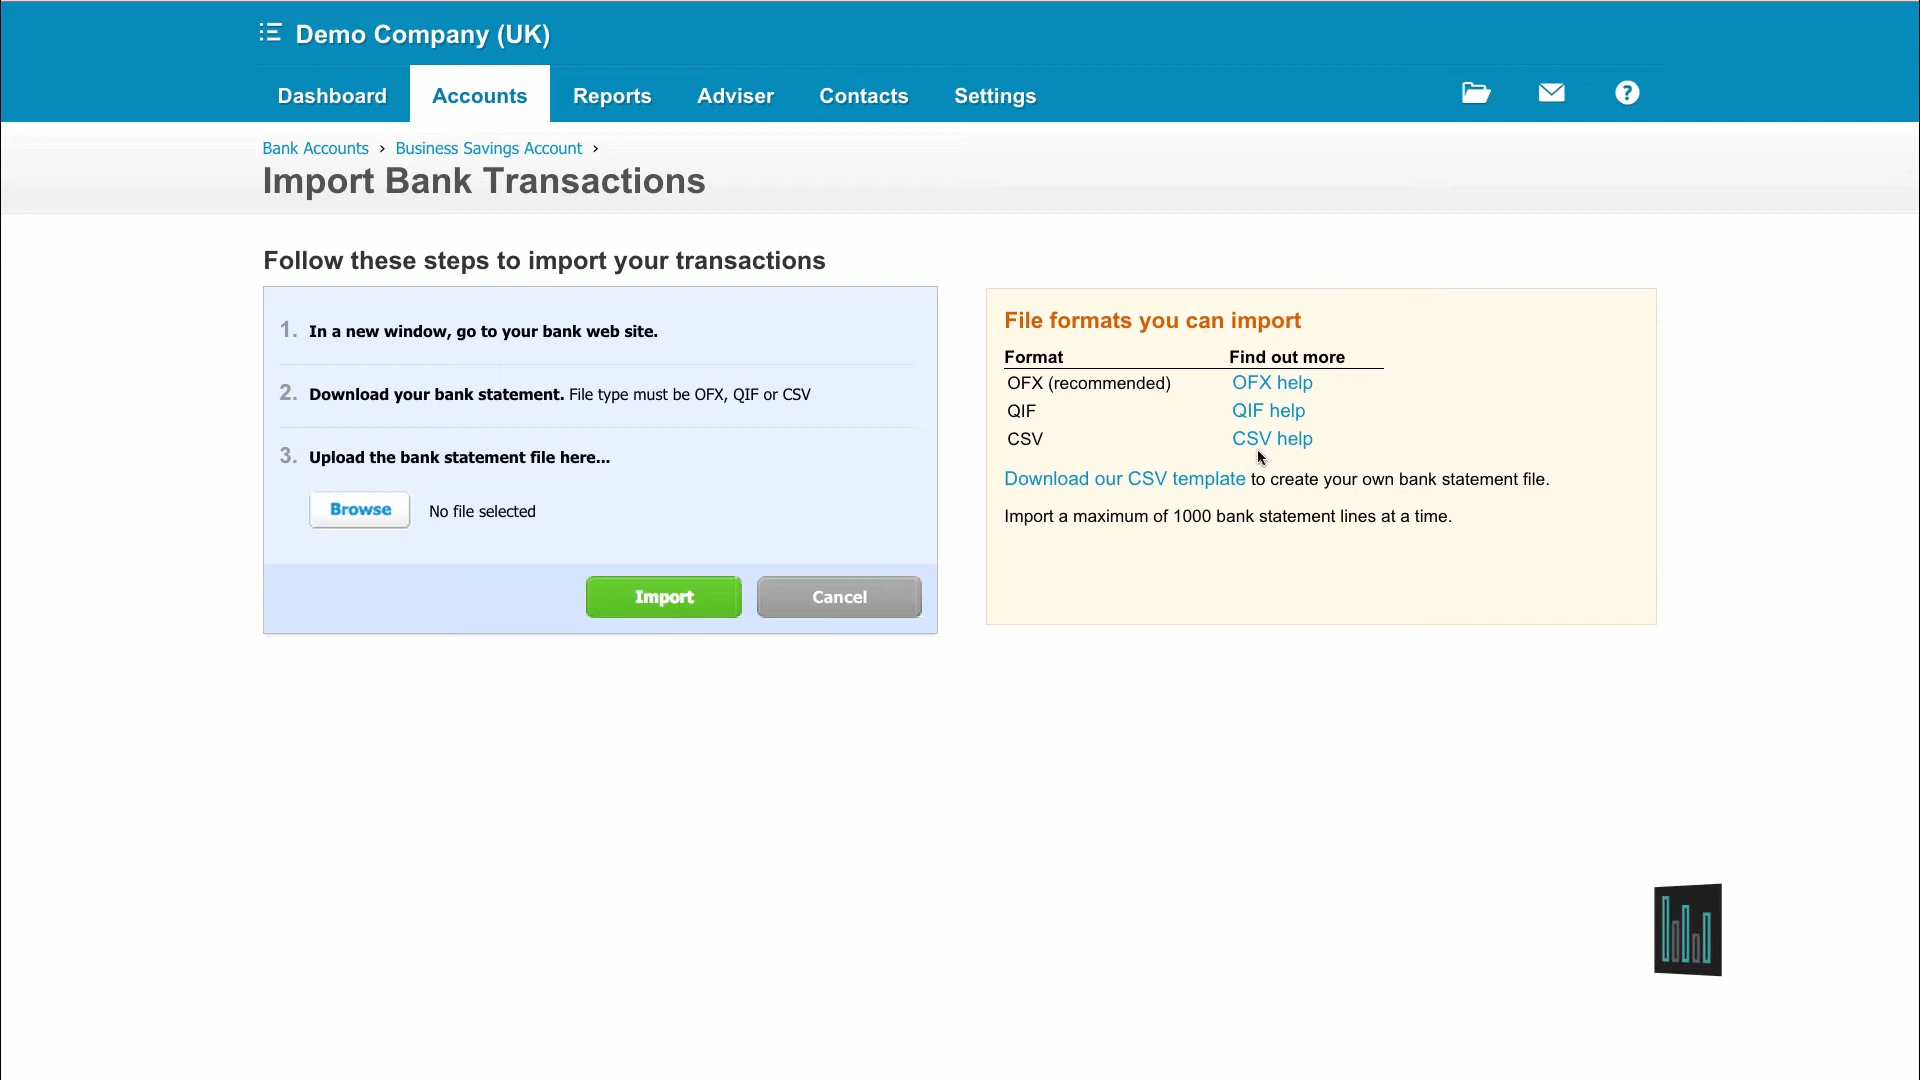 Demo Company (UK)
Dashboard Accounts Reports Adviser Contacts Settings ?
Bank Accounts › Business Savings Account ›
Import Bank Transactions
Follow these steps to import your transactions
1. In a new window, go to your bank web site.
2. Download your bank statement. File type must be OFX, QIF or CSV
3. Upload the bank statement file here...
Browse No file selected
Import Cancel
File formats you can import
Format Find out more
OFX (recommended) OFX help
QIF QIF help
CSV CSV help
Download our CSV template to create your own bank statement file.
Import a maximum of 1000 bank statement lines at a time.